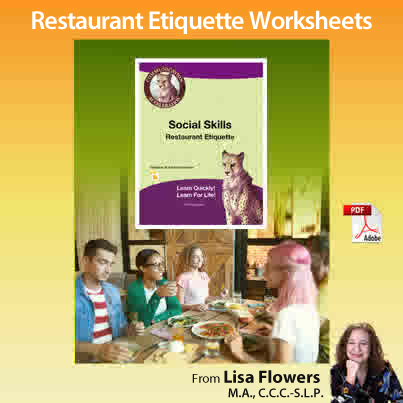 Restaurant Etiquette Worksheets
Social Skills
Restaurant Etiquette
Learn Quickly!
Learn For Life!
PDF
Adobe
From Lisa Flowers
M.A., C.C.C.-S.L.P.